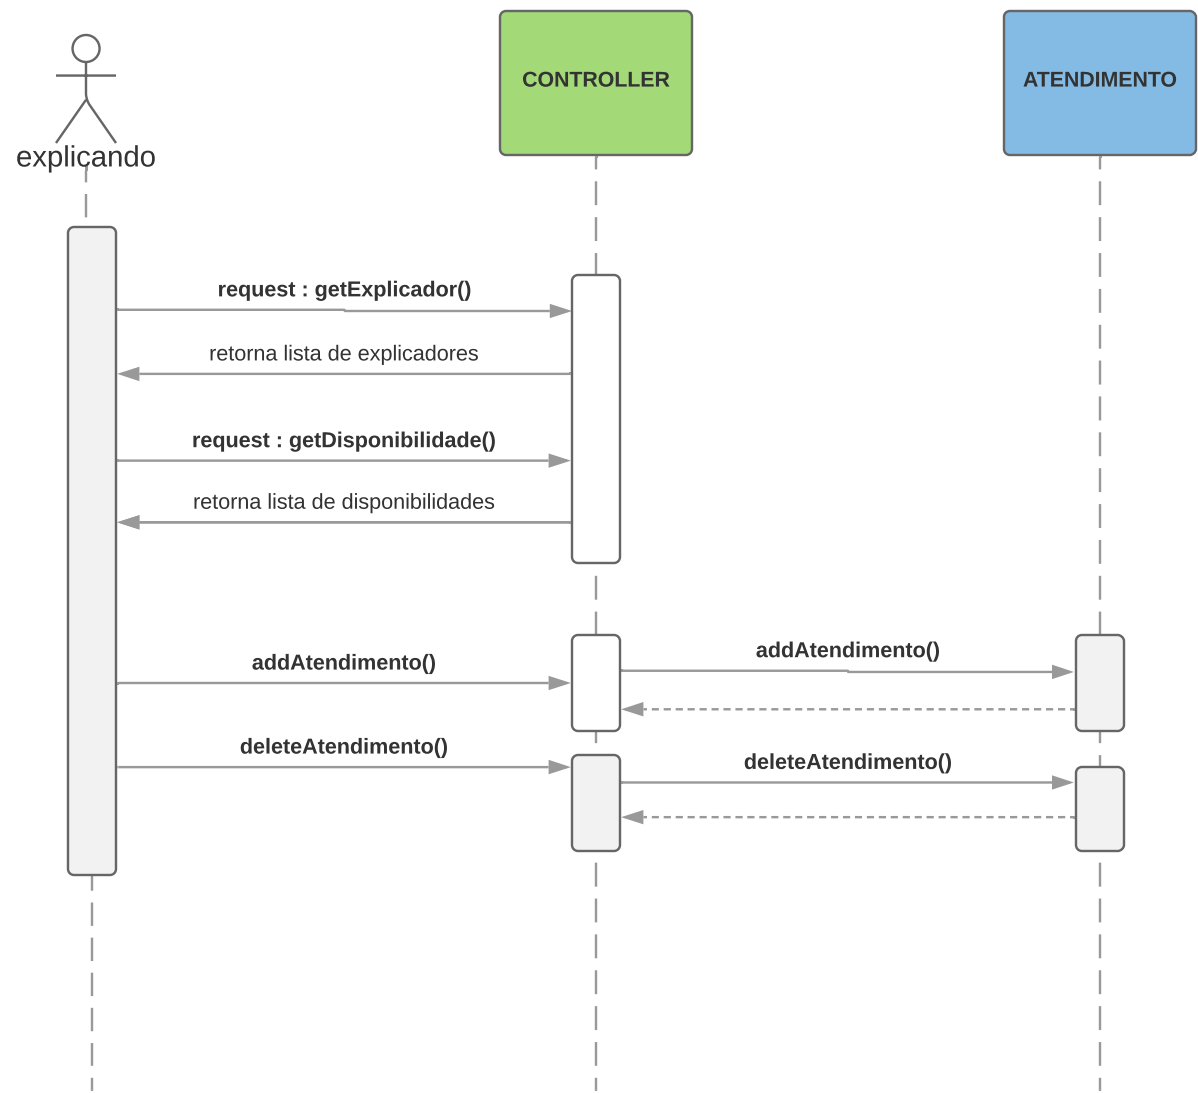 explicando
CONTROLLER
ATENDIMENTO
request : getExplicador()
retorna lista de explicadores
request : getDisponibilidade()
retorna lista de disponibilidades
addAtendimento()
addAtendimento()
deleteAtendimento()
deleteAtendimento()